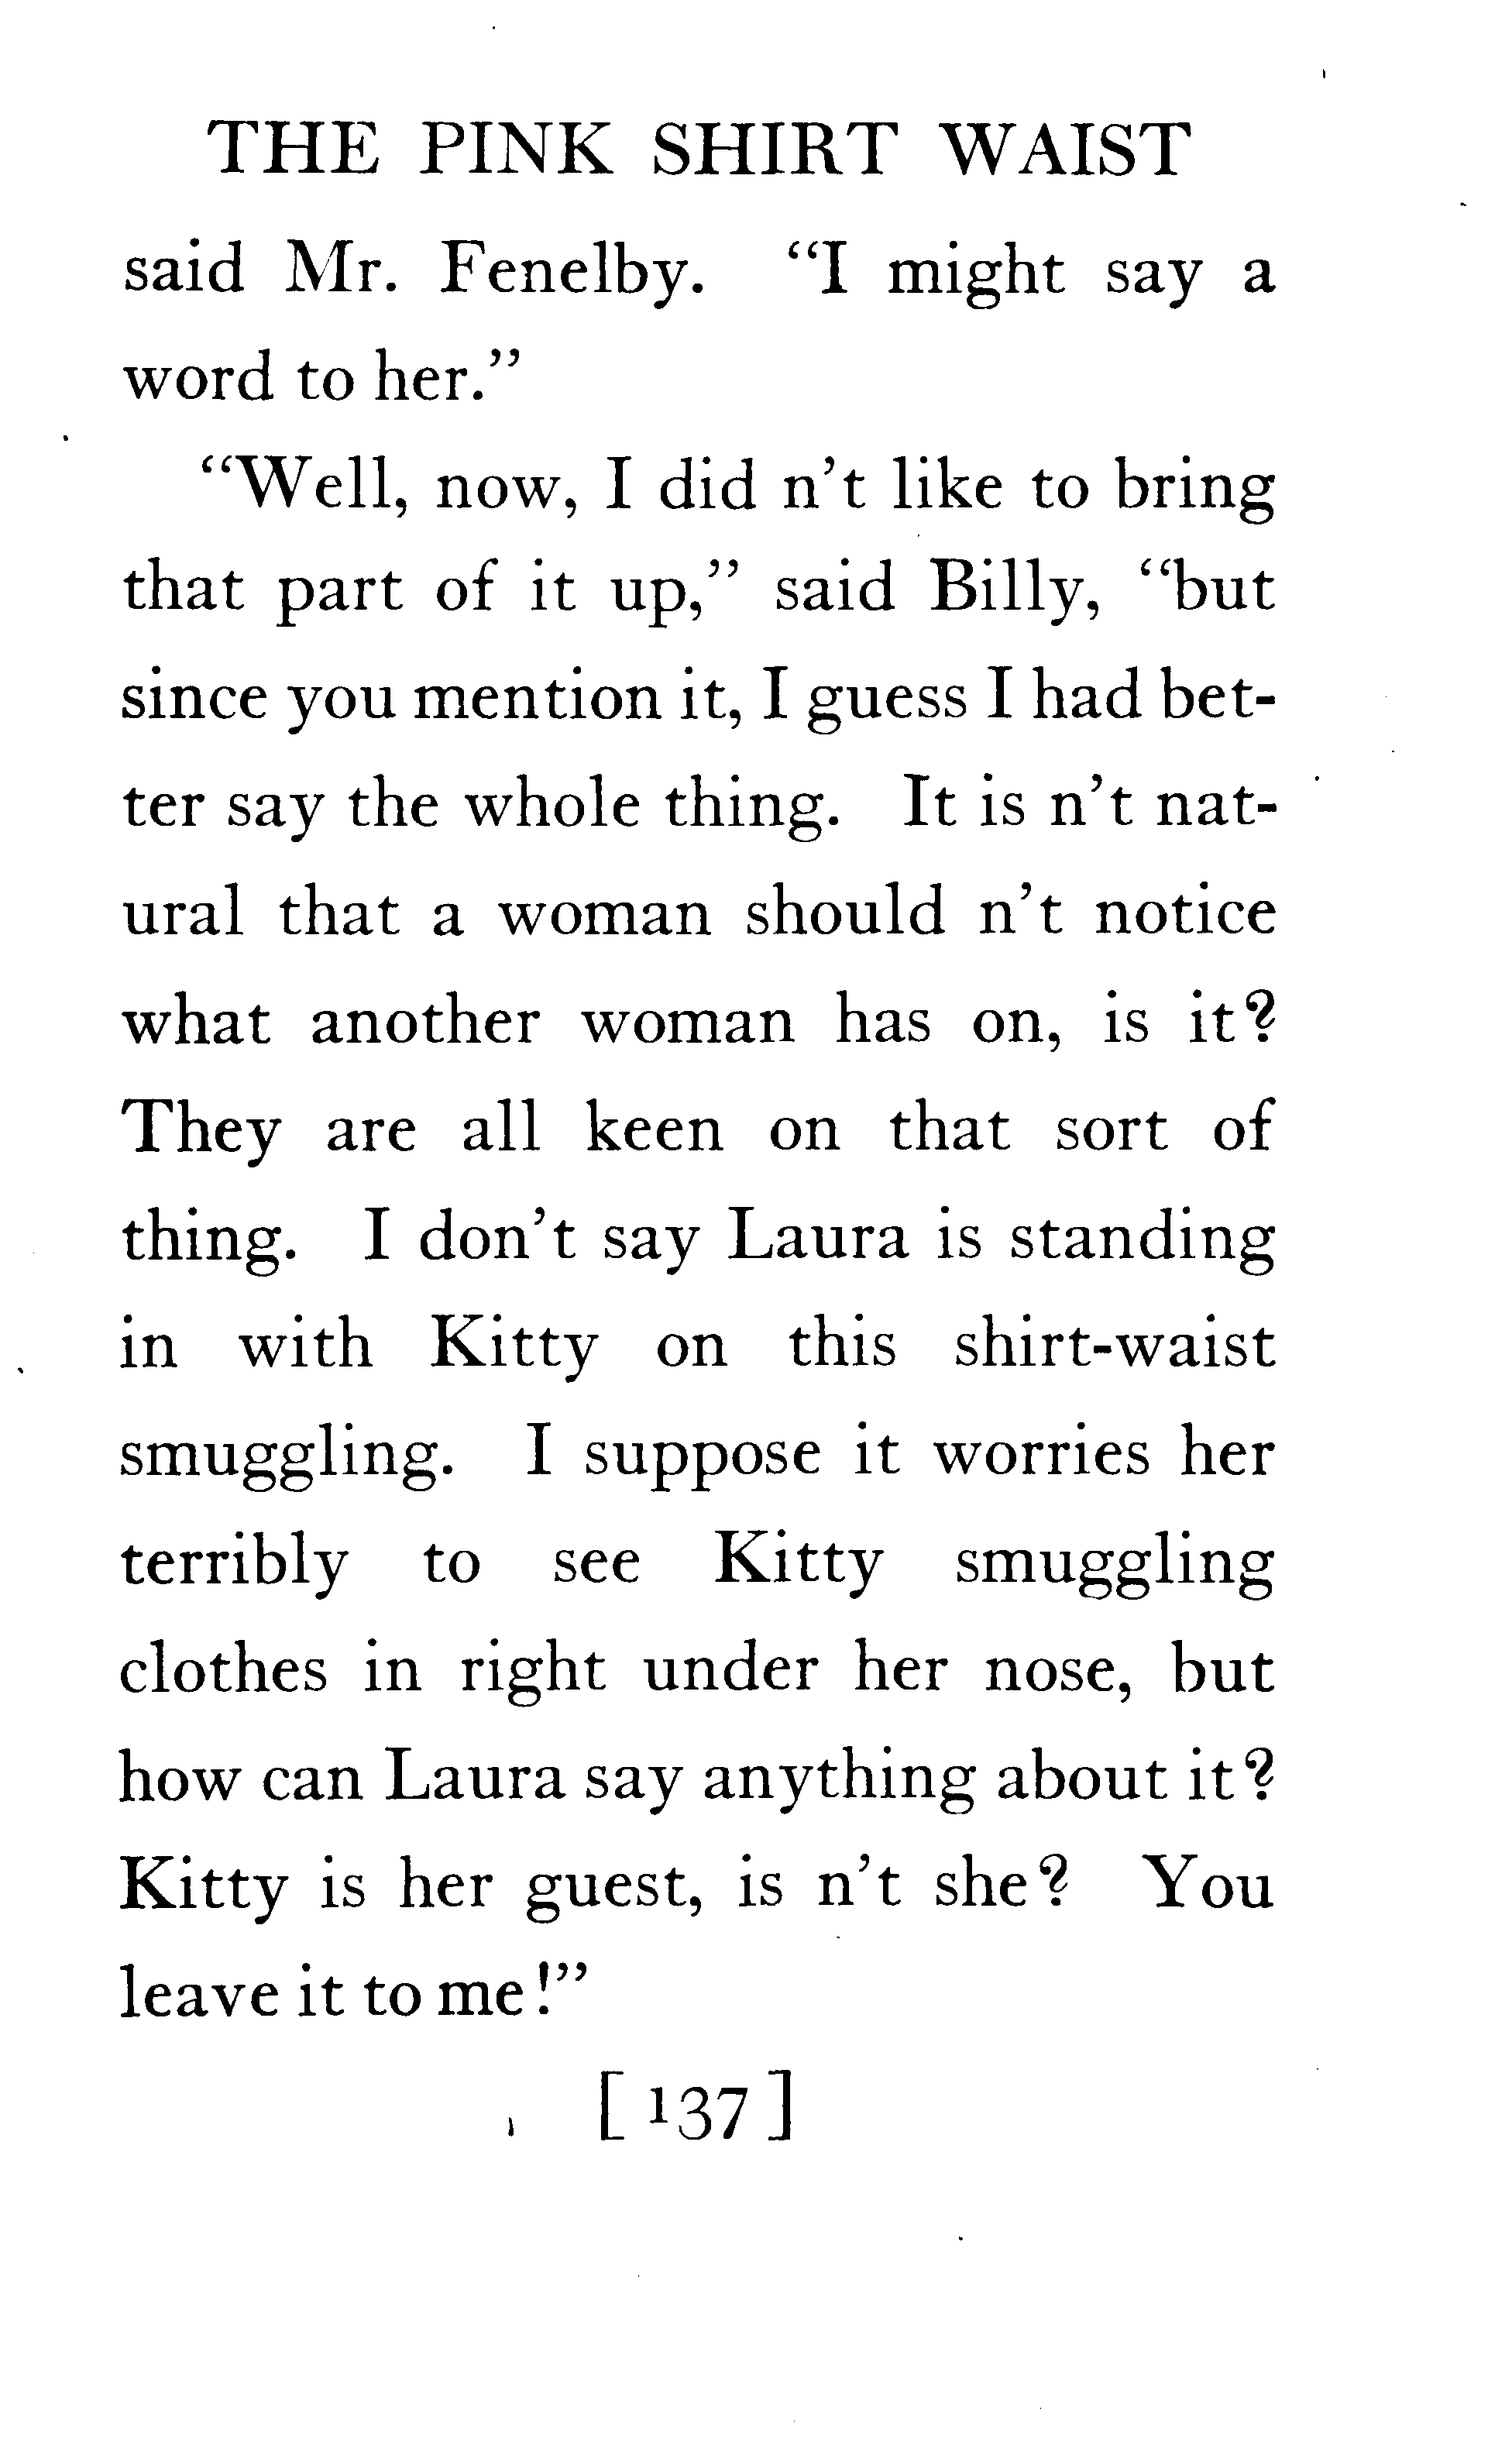 THE PINK SHIRT WAIST
said Mr. Fenelby. "I might say a
word to her."
"Well, now, I did n't like to bring
that part of it up," said Billy, "but
since you mention it, I guess I had bet-
ter say the whole thing. It is n't nat-
ural that a woman should n't notice
what another woman has on, is it?
They are all keen on that sort of
thing. I don't say Laura is standing
in with Kitty on this shirt-waist
smuggling. I suppose it worries her
terribly to see Kitty smuggling
clothes in right under her nose, but
how can Laura say anything about it?
Kitty is her guest, is n't she? You
leave it to me!"
[137]